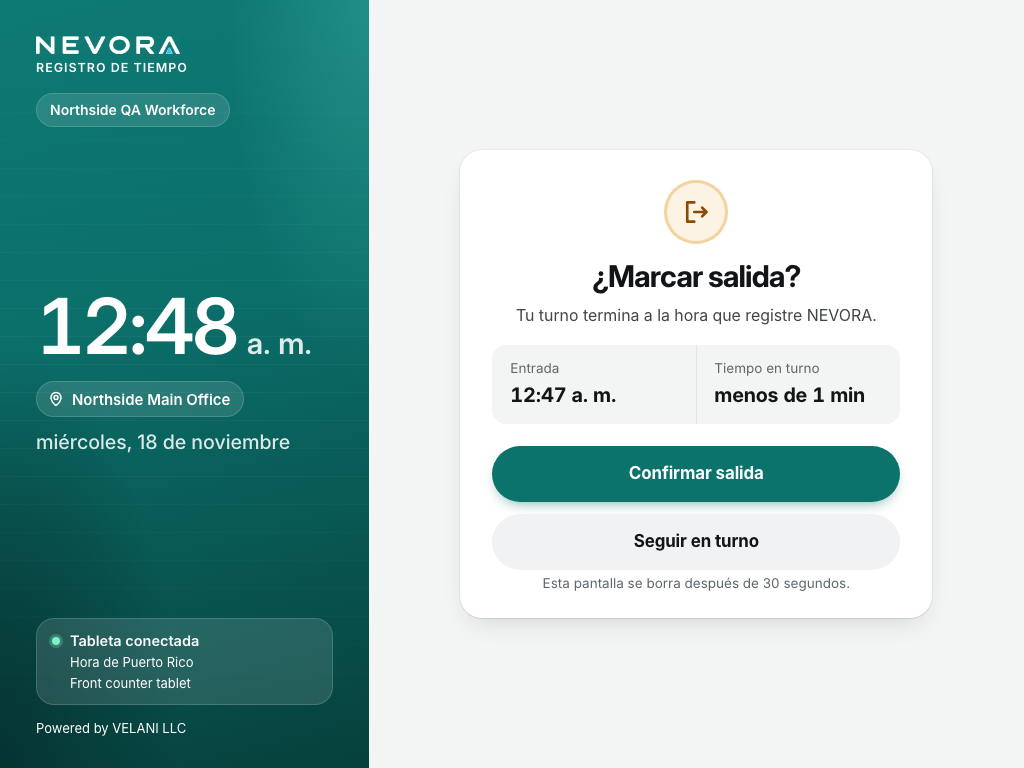 NEVORA
REGISTRO DE TIEMPO
Northside QA Workforce
12:48 a. m.
Northside Main Office
miércoles, 18 de noviembre
Tableta conectada
Hora de Puerto Rico
Front counter tablet
Powered by VELANI LLC
¿Marcar salida?
Tu turno termina a la hora que registre NEVORA.
Entrada
12:47 a. m.
Tiempo en turno
menos de 1 min
Confirmar salida
Seguir en turno
Esta pantalla se borra después de 30 segundos.